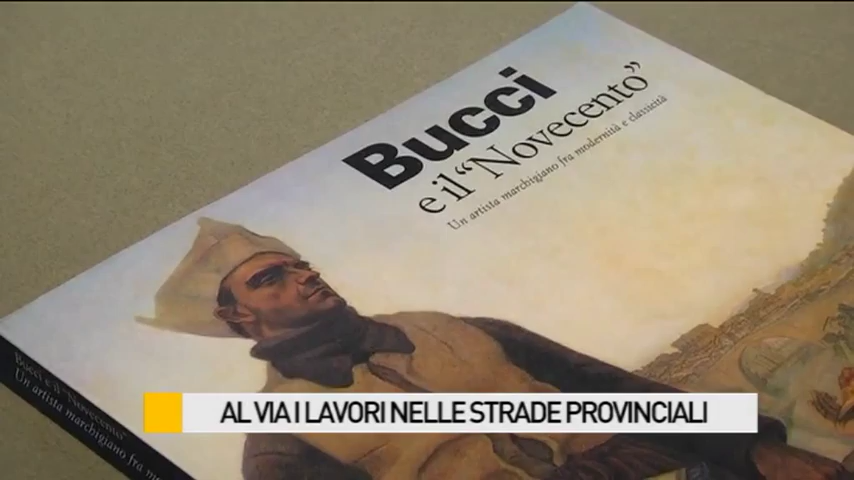 Bucci
e il "Novecento"
Un artista marchigiano fra modernità e classicità
Bucci e il "Novecento"
Un artista marchigiano fra
AL VIA I LAVORI NELLE STRADE PROVINCIALI